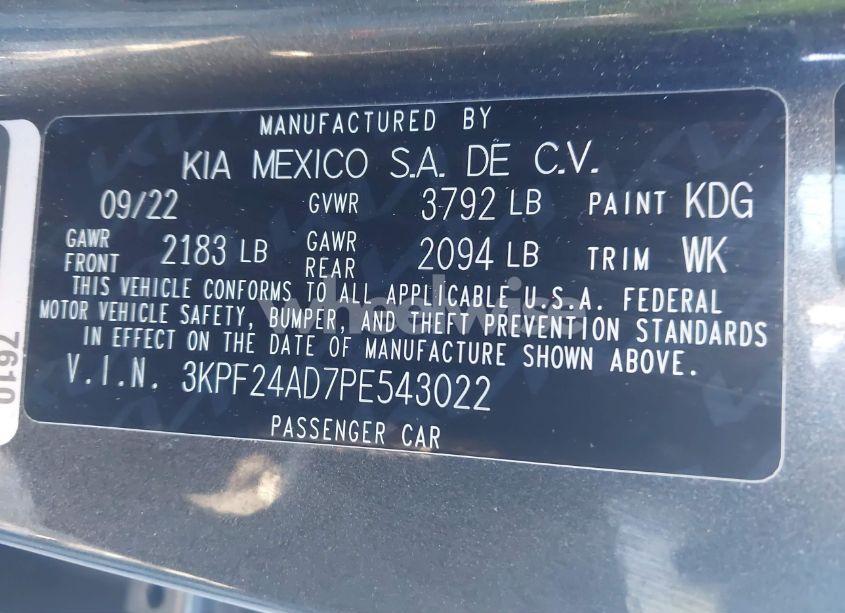 MANUFACTURED BY
KIA MEXICO S.A. DE C.V.
09/22 GVWR 3792 LB PAINT KDG
GAWR FRONT 2183 LB GAWR REAR 2094 LB TRIM WK
THIS VEHICLE CONFORMS TO ALL APPLICABLE U.S.A. FEDERAL
MOTOR VEHICLE SAFETY, BUMPER, AND THEFT PREVENTION STANDARDS
IN EFFECT ON THE DATE OF MANUFACTURE SHOWN ABOVE.
V.I.N. 3KPF24AD7PE543022
PASSENGER CAR
7610
wheelwise